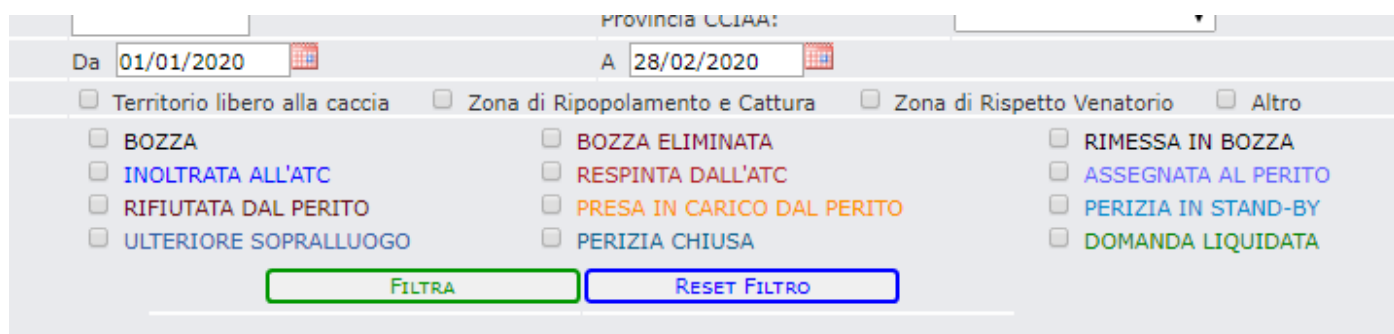 Provincia CCIAA:
Da 01/01/2020 A 28/02/2020
Territorio libero alla caccia Zona di Ripopolamento e Cattura Zona di Rispetto Venatorio Altro
BOZZA BOZZA ELIMINATA RIMESSA IN BOZZA
INOLTRATA ALL'ATC RESPINTA DALL'ATC ASSEGNATA AL PERITO
RIFIUTATA DAL PERITO PRESA IN CARICO DAL PERITO PERIZIA IN STAND-BY
ULTERIORE SOPRALLUOGO PERIZIA CHIUSA DOMANDA LIQUIDATA
FILTRA RESET FILTRO